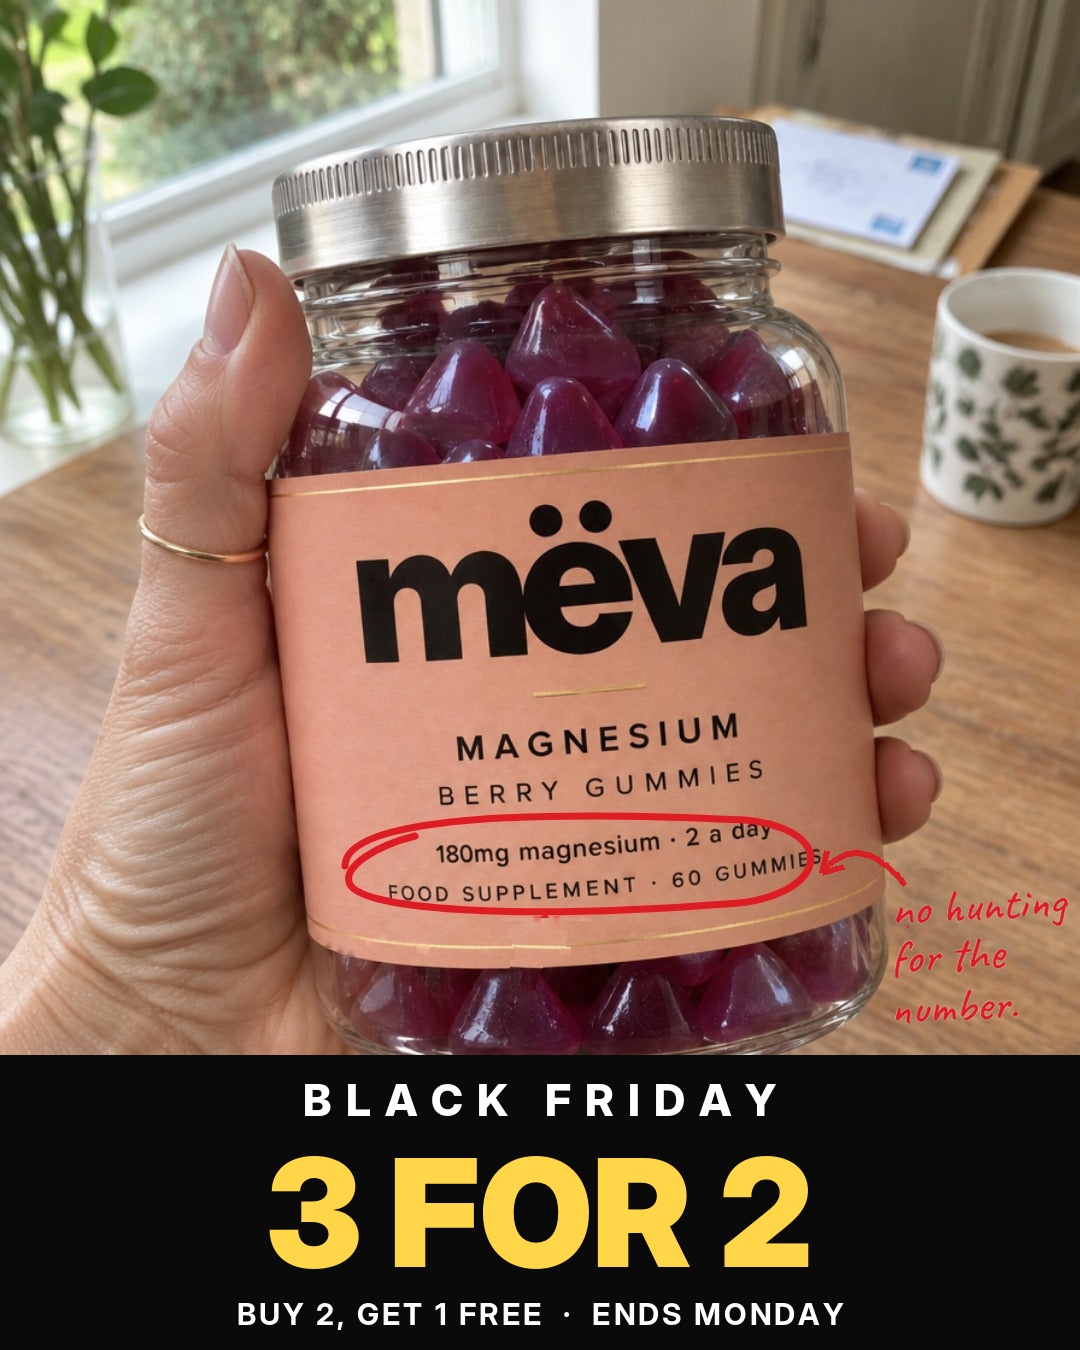 mëva
MAGNESIUM
BERRY GUMMIES
180mg magnesium · 2 a day
FOOD SUPPLEMENT · 60 GUMMIES
no hunting
for the
number.
BLACK FRIDAY
3 FOR 2
BUY 2, GET 1 FREE · ENDS MONDAY